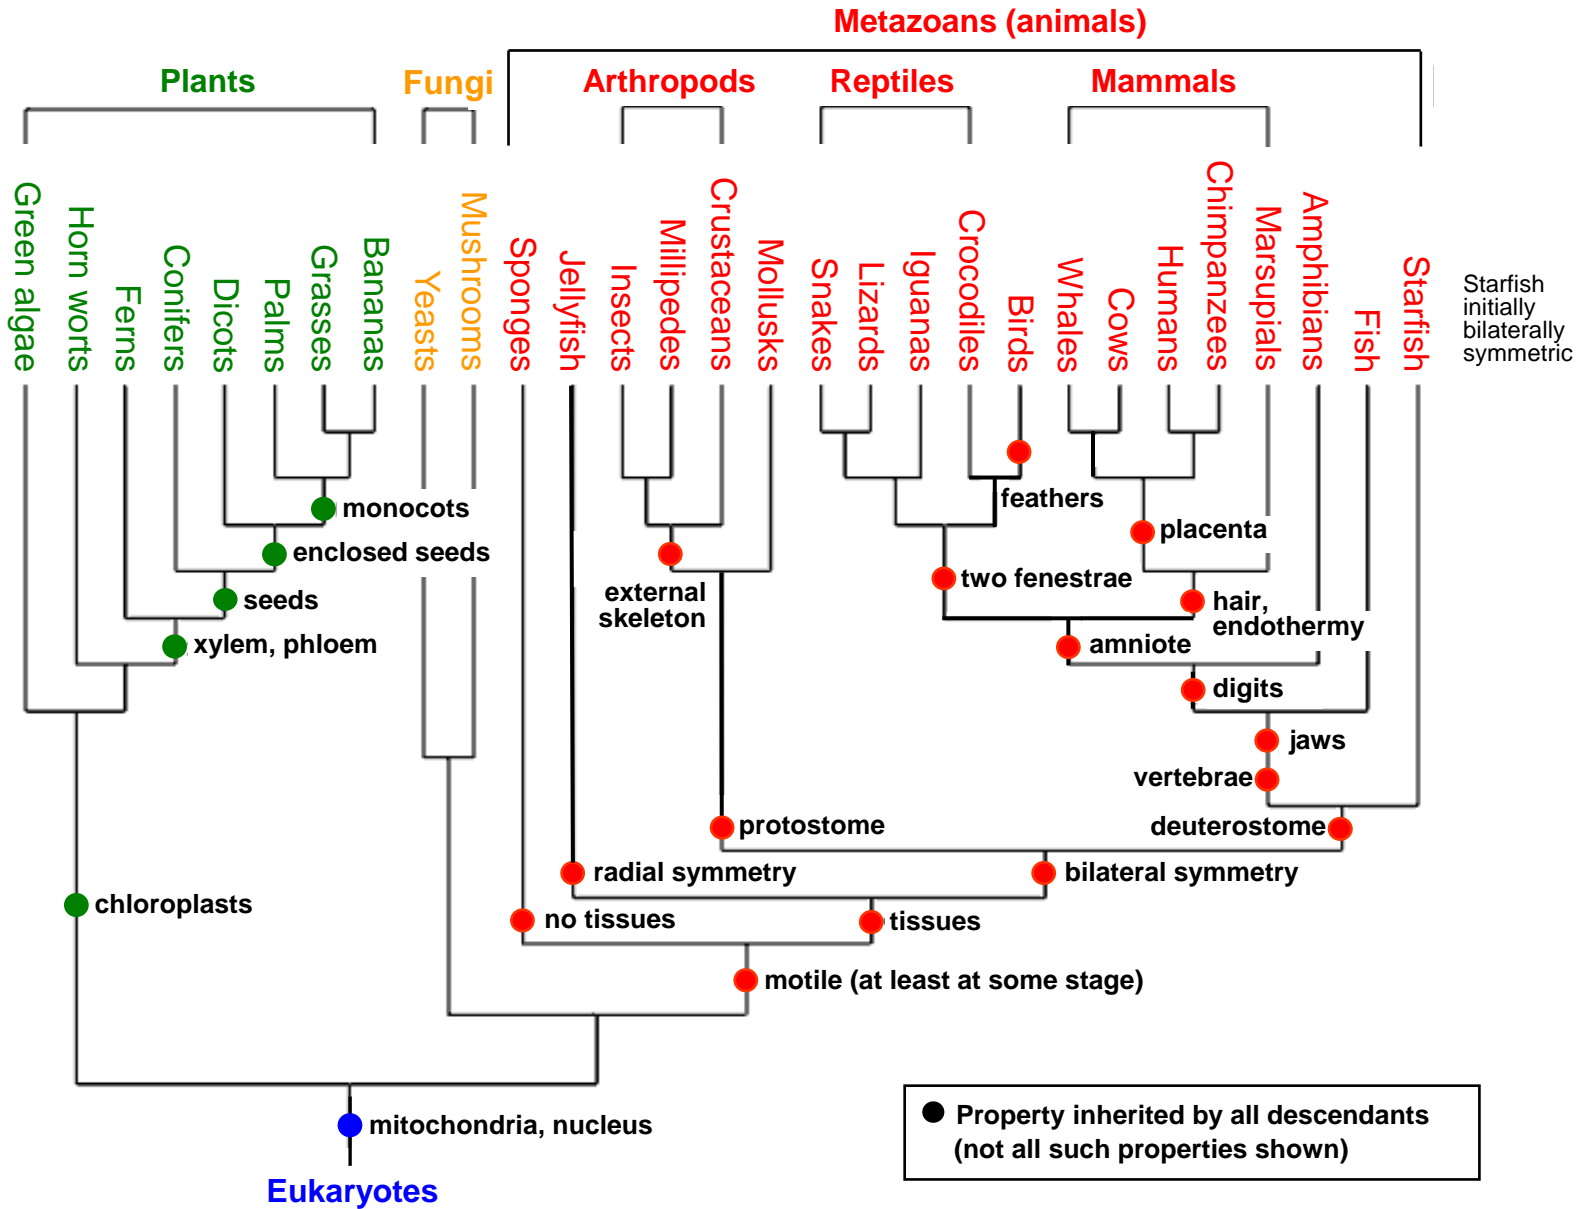 Metazoans (animals)
Plants
Fungi
Arthropods
Reptiles
Mammals
Green algae
Horn worts
Ferns
Conifers
Dicots
Palms
Grasses
Bananas
Yeasts
Mushrooms
Sponges
Jellyfish
Insects
Millipedes
Crustaceans
Mollusks
Snakes
Lizards
Iguanas
Croccodiles
Birds
Whales
Cows
Humans
Chimpanzees
Marsupials
Amphibians
Fish
Starfish
Starfish
initially
bilaterally
symmetric
monocots
feathers
enclosed seeds
placenta
two fenestrae
external
skeleton
seeds
hair,
endothermy
xylem, phloem
amniote
digits
jaws
vertebrae
protostome
deuterostome
radial symmetry
bilateral symmetry
chloroplasts
no tissues
tissues
motile (at least at some stage)
mitochondria, nucleus
Property inherited by all descendants
(not all such properties shown)
Eukaryotes